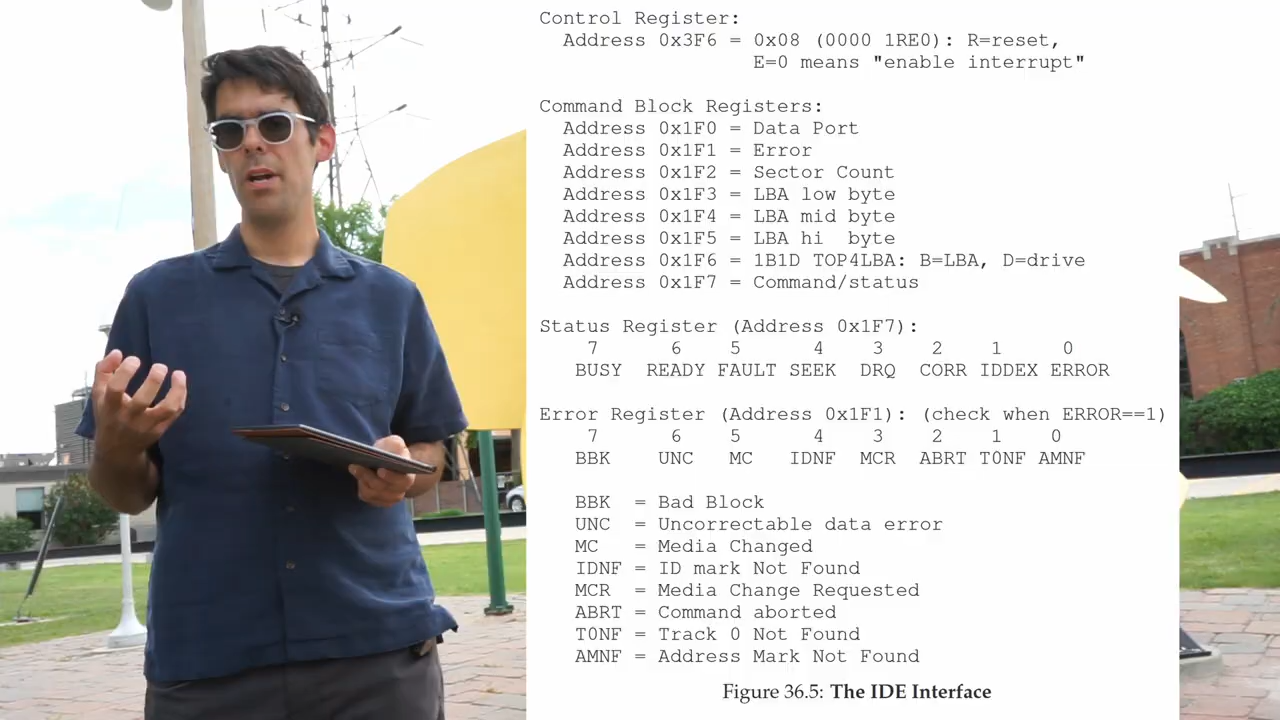 Control Register:
Address 0x3F6 = 0x08 (0000 1RE0): R=reset,
E=0 means "enable interrupt"
Command Block Registers:
Address 0x1F0 = Data Port
Address 0x1F1 = Error
Address 0x1F2 = Sector Count
Address 0x1F3 = LBA low byte
Address 0x1F4 = LBA mid byte
Address 0x1F5 = LBA hi  byte
Address 0x1F6 = 1B1D TOP4LBA: B=LBA, D=drive
Address 0x1F7 = Command/status
Status Register (Address 0x1F7):
7 6 5 4 3 2 1 0
BUSY READY FAULT SEEK DRQ CORR IDDEX ERROR
Error Register (Address 0x1F1): (check when ERROR==1)
7 6 5 4 3 2 1 0
BBK UNC MC IDNF MCR ABRT T0NF AMNF
BBK = Bad Block
UNC = Uncorrectable data error
MC = Media Changed
IDNF = ID mark Not Found
MCR = Media Change Requested
ABRT = Command aborted
T0NF = Track 0 Not Found
AMNF = Address Mark Not Found
Figure 36.5: The IDE Interface